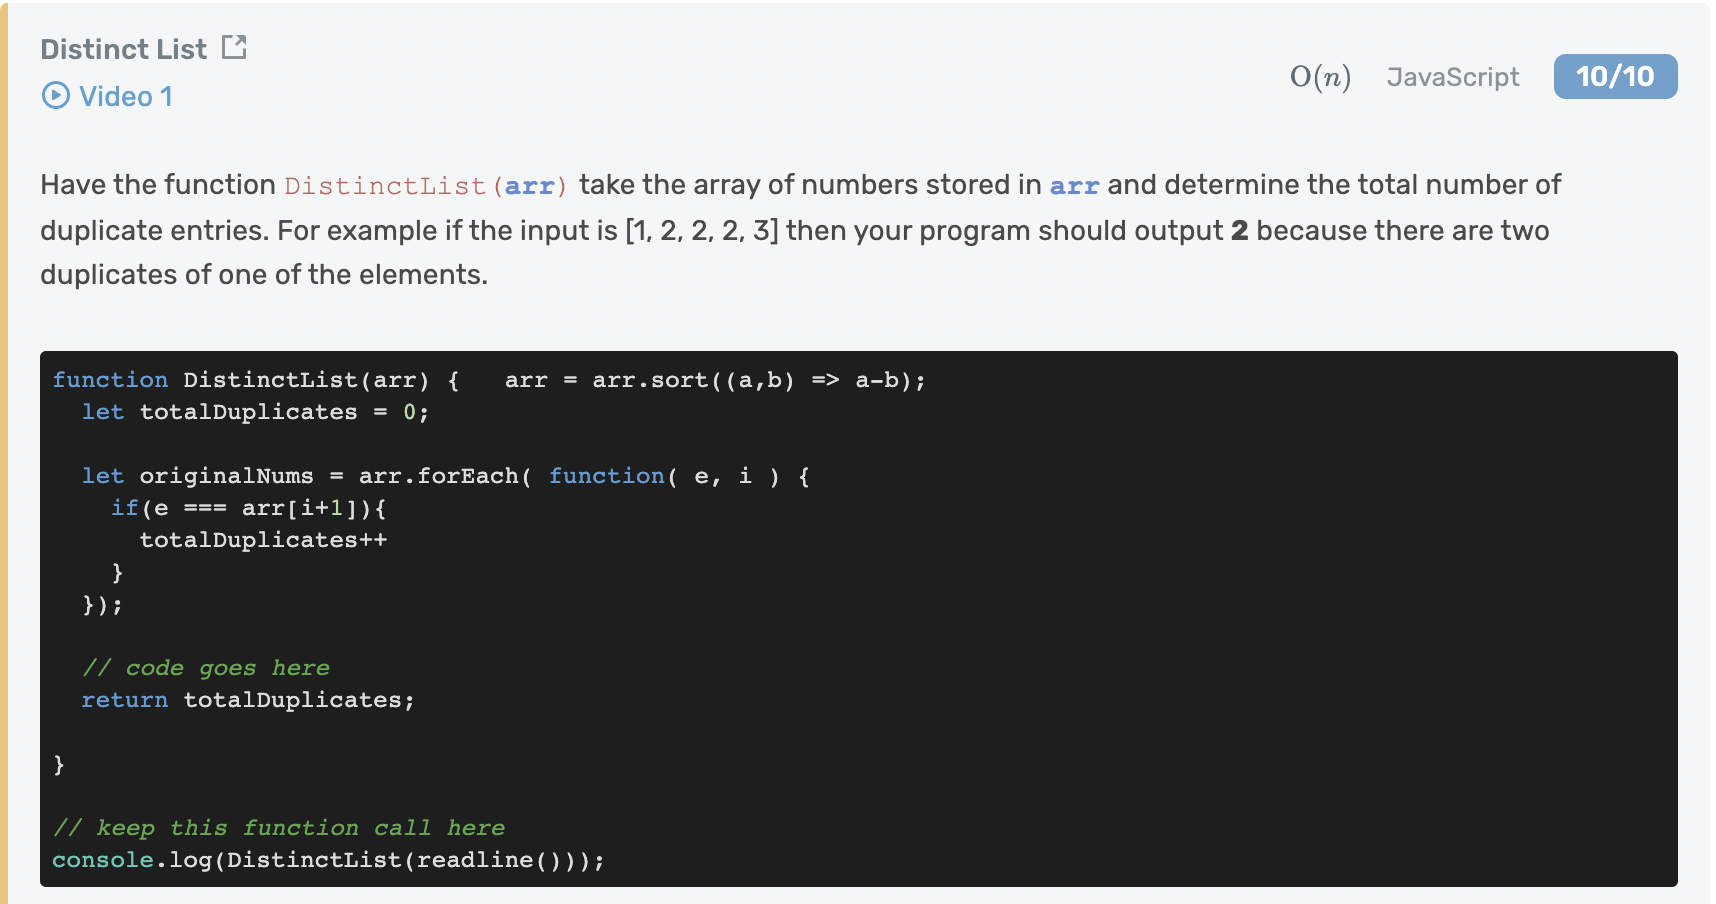 Distinct List
Video 1
O(n) JavaScript 10/10
Have the function DistinctList(arr) take the array of numbers stored in arr and determine the total number of
duplicate entries. For example if the input is [1, 2, 2, 2, 3] then your program should output 2 because there are two
duplicates of one of the elements.
function DistinctList(arr) {   arr = arr.sort((a,b) => a-b);
  let totalDuplicates = 0;
  let originalNums = arr.forEach( function( e, i ) {
    if(e === arr[i+1]){
      totalDuplicates++
    }
  });
  // code goes here
  return totalDuplicates;
}
// keep this function call here
console.log(DistinctList(readline()));